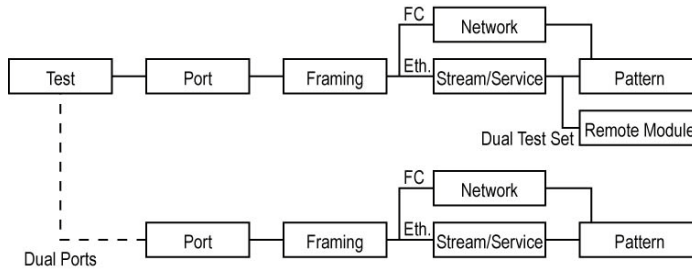 FC
Network
Test
Port
Framing
Eth.
Stream/Service
Pattern
Dual Test Set
Remote Module
FC
Network
Port
Framing
Eth.
Stream/Service
Pattern
Dual Ports